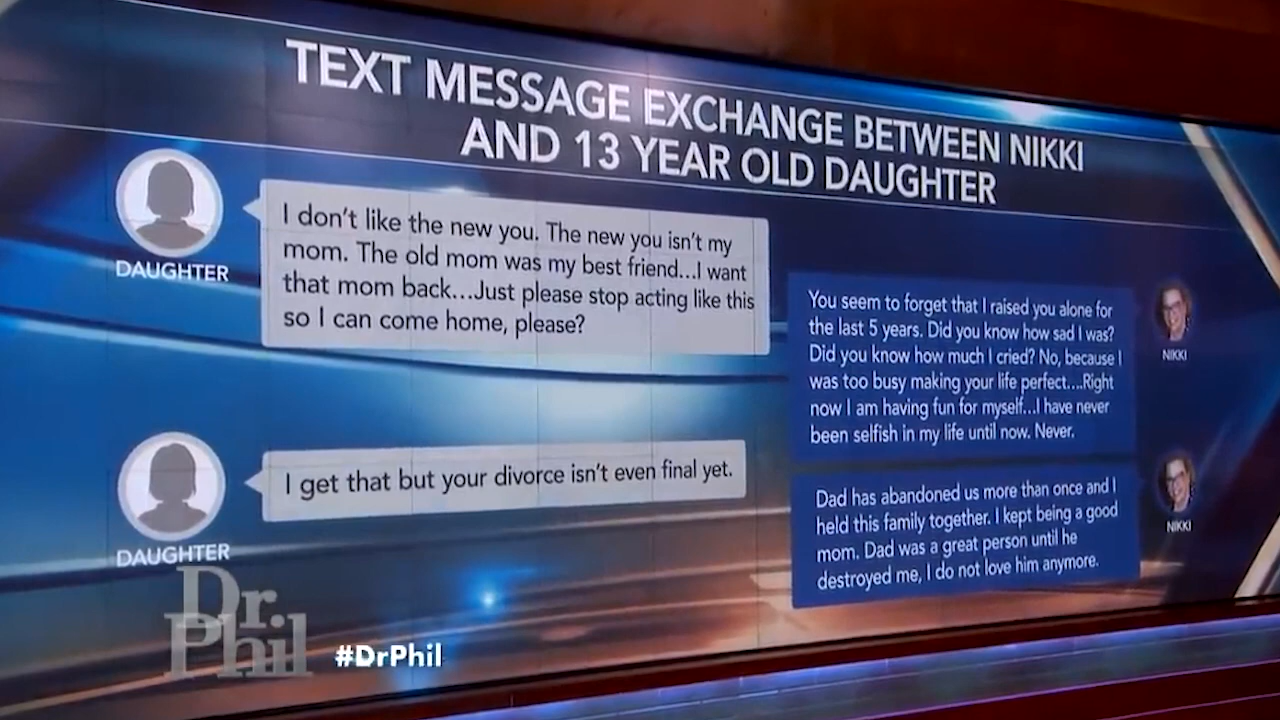 TEXT MESSAGE EXCHANGE BETWEEN NIKKI
AND 13 YEAR OLD DAUGHTER
DAUGHTER
I don't like the new you. The new you isn't my
mom. The old mom was my best friend...I want
that mom back...Just please stop acting like this
so I can come home, please?
You seem to forget that I raised you alone for
the last 5 years. Did you know how sad I was?
Did you know how much I cried? No, because I
was too busy making your life perfect....Right
now I am having fun for myself...I have never
been selfish in my life until now. Never.
NIKKI
DAUGHTER
I get that but your divorce isn't even final yet.
Dad has abandoned us more than once and I
held this family together. I kept being a good
mom. Dad was a great person until he
destroyed me, I do not love him anymore.
NIKKI
Dr.
Phil
#DrPhil